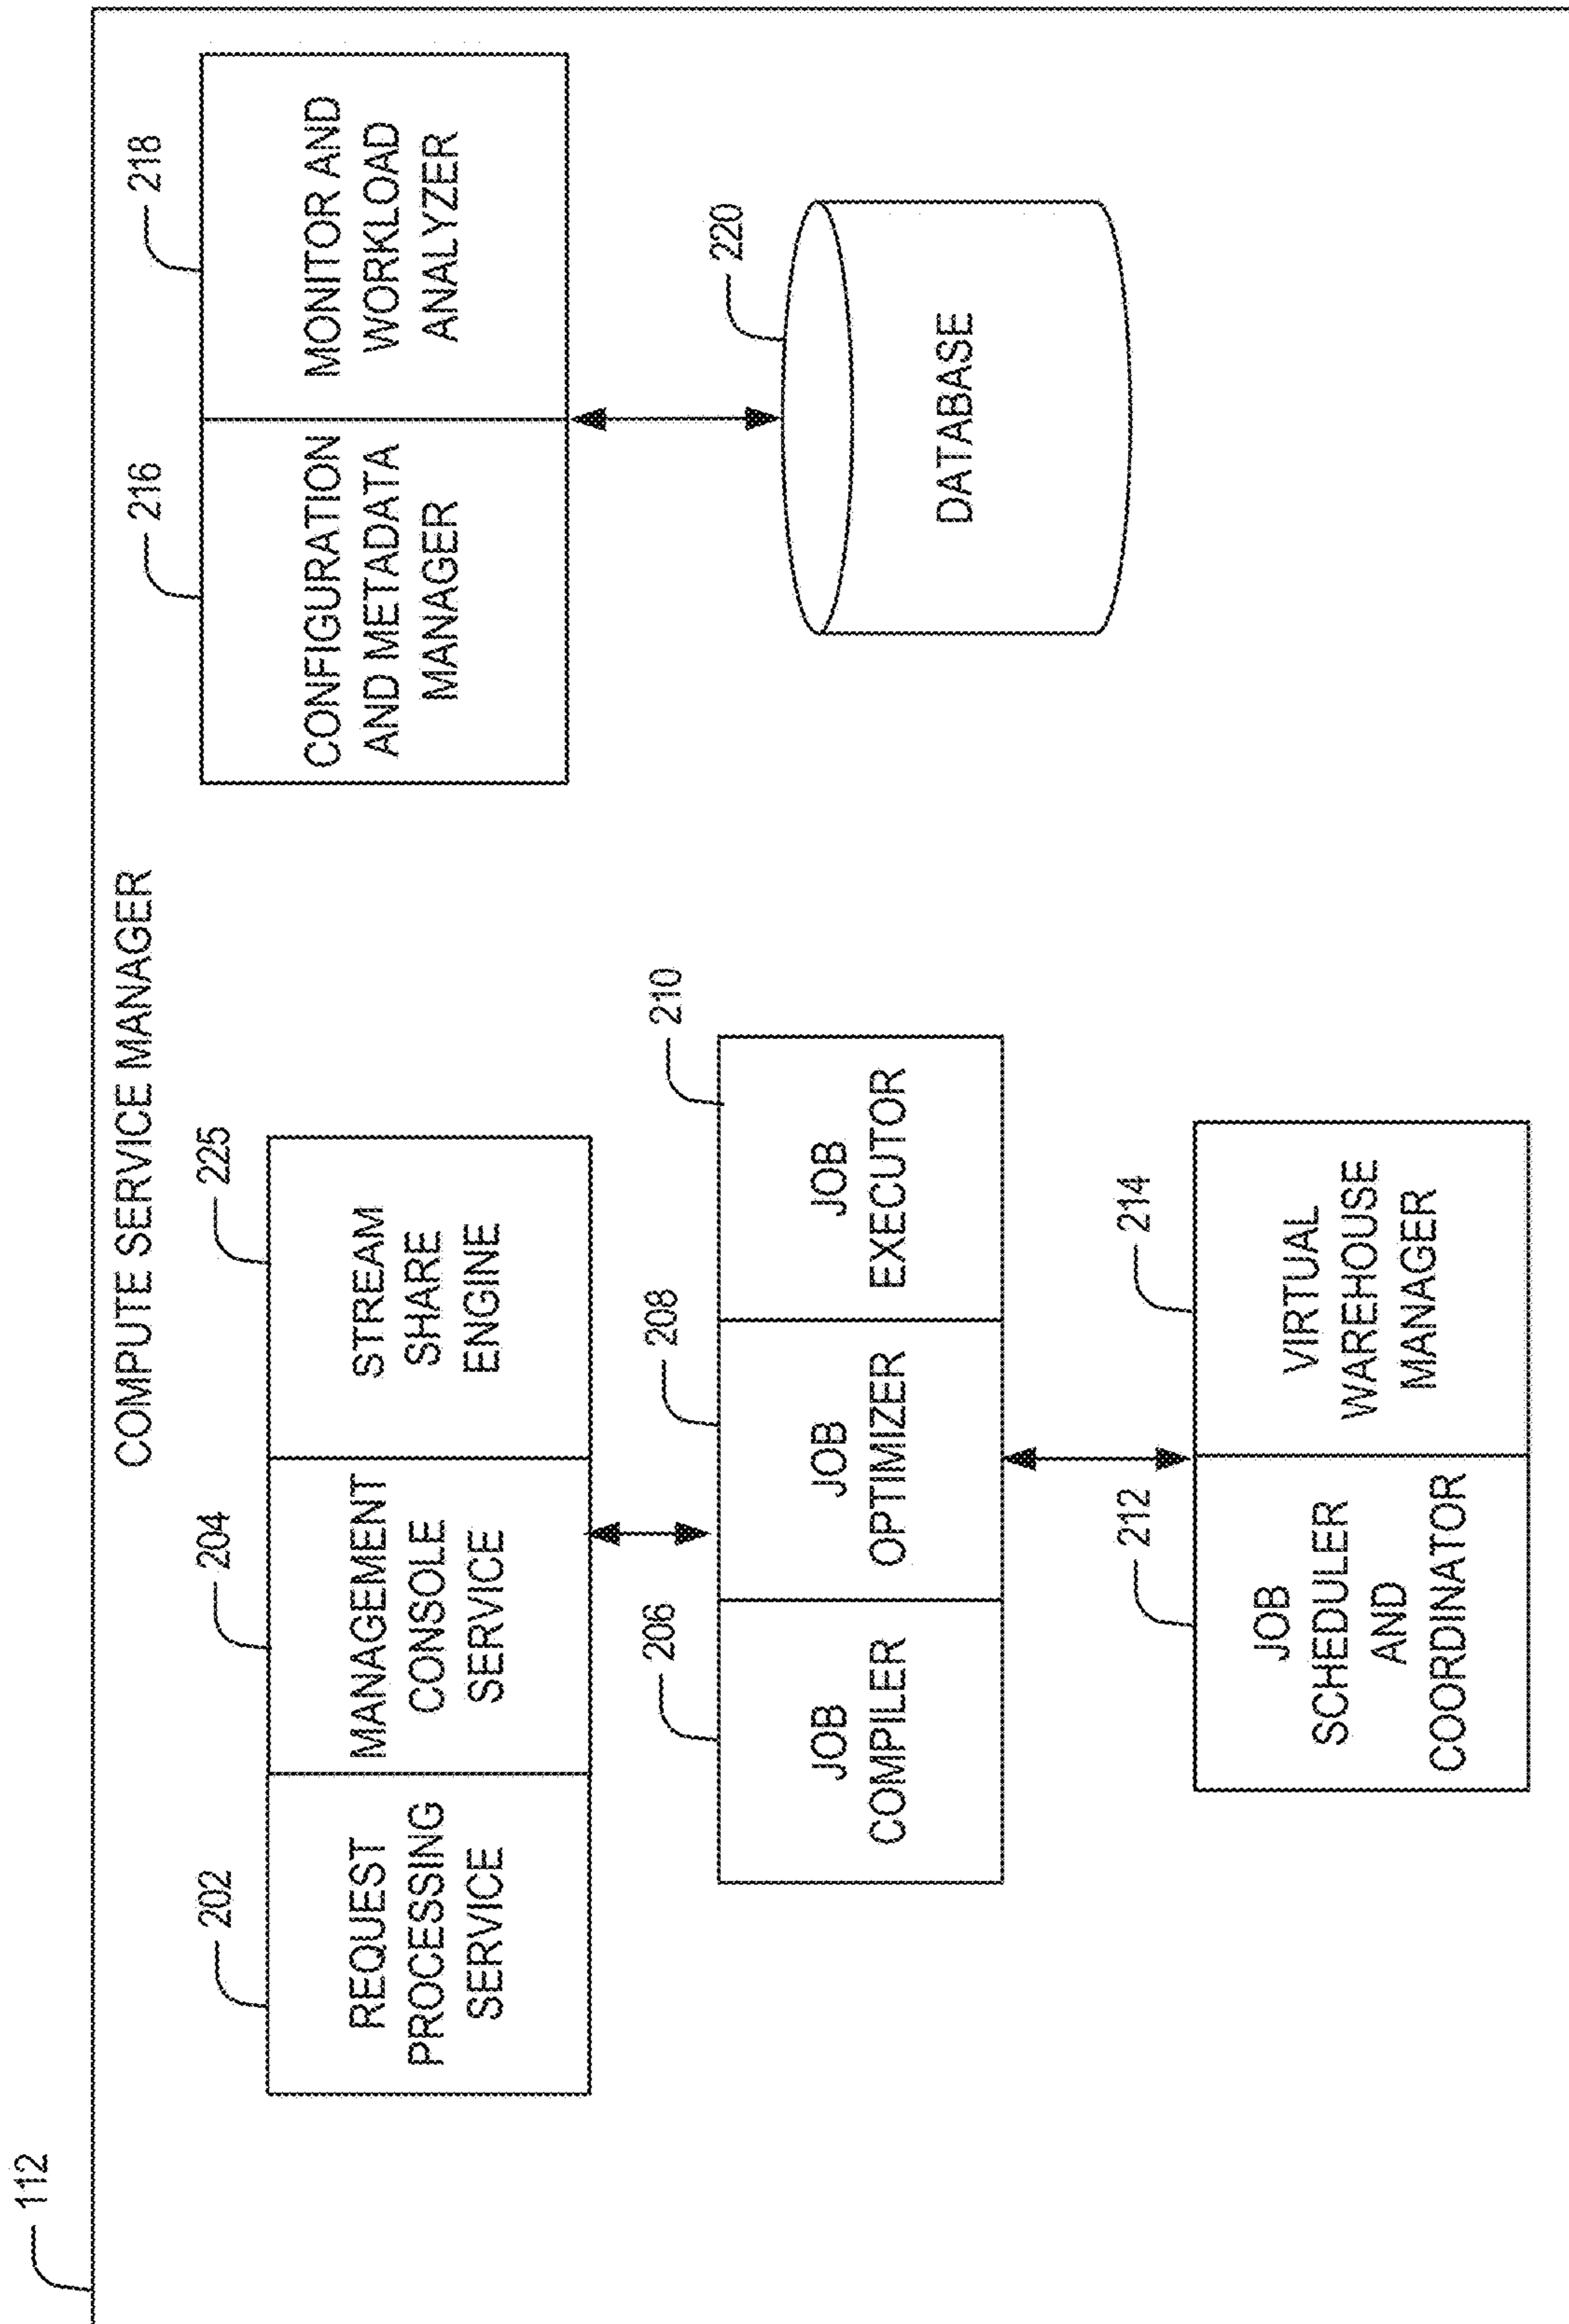 112
COMPUTE SERVICE MANAGER
202
REQUEST
PROCESSING
SERVICE
204
MANAGEMENT
CONSOLE
SERVICE
225
STREAM
SHARE
ENGINE
206
JOB
COMPILER
208
JOB
OPTIMIZER
210
JOB
EXECUTOR
212
JOB
SCHEDULER
AND
COORDINATOR
214
VIRTUAL
WAREHOUSE
MANAGER
216
CONFIGURATION
AND METADATA
MANAGER
218
MONITOR AND
WORKLOAD
ANALYZER
220
DATABASE